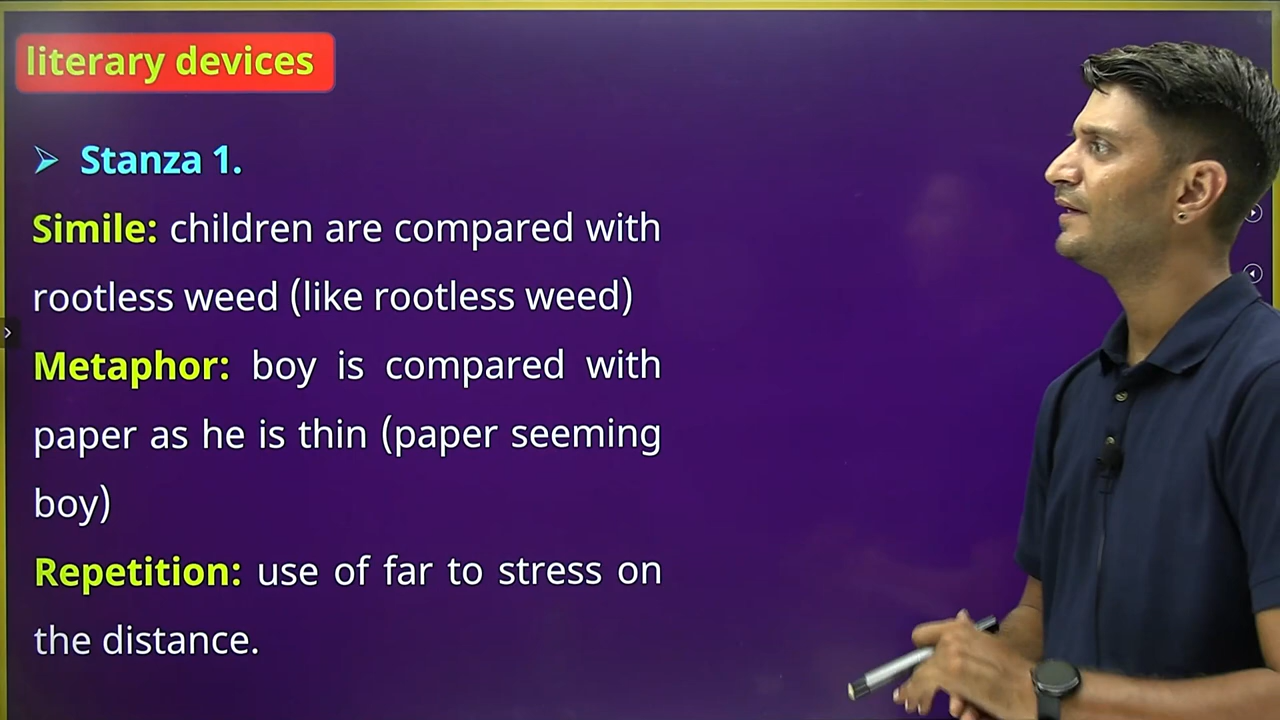 literary devices
➢ Stanza 1.
Simile: children are compared with
rootless weed (like rootless weed)
Metaphor: boy is compared with
paper as he is thin (paper seeming
boy)
Repetition: use of far to stress on
the distance.